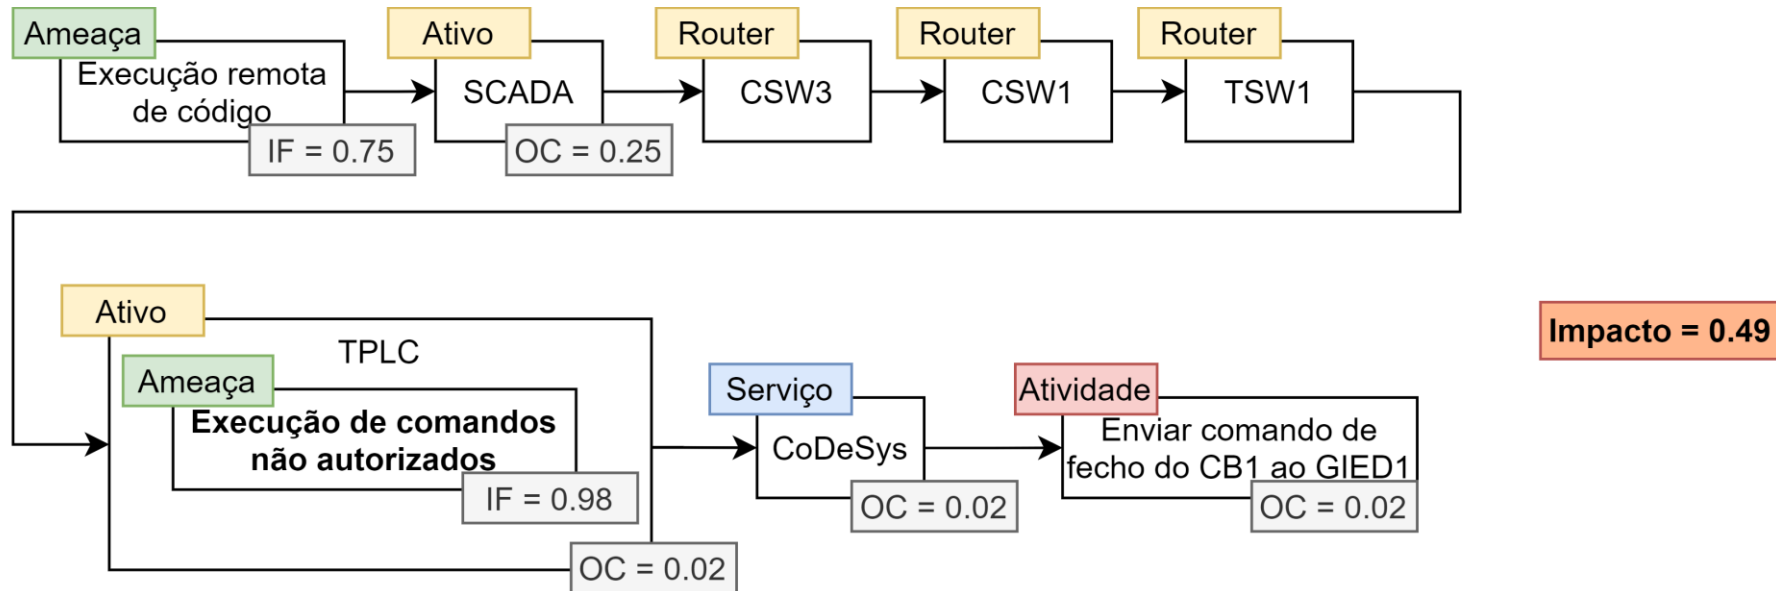 Ameaça
Execução remota
de código
IF = 0.75
Ativo
SCADA
OC = 0.25
Router
CSW3
Router
CSW1
Router
TSW1
Ativo
TPLC
Ameaça
Execução de comandos
não autorizados
IF = 0.98
OC = 0.02
Serviço
CoDeSys
OC = 0.02
Atividade
Enviar comando de
fecho do CB1 ao GIED1
OC = 0.02
Impacto = 0.49